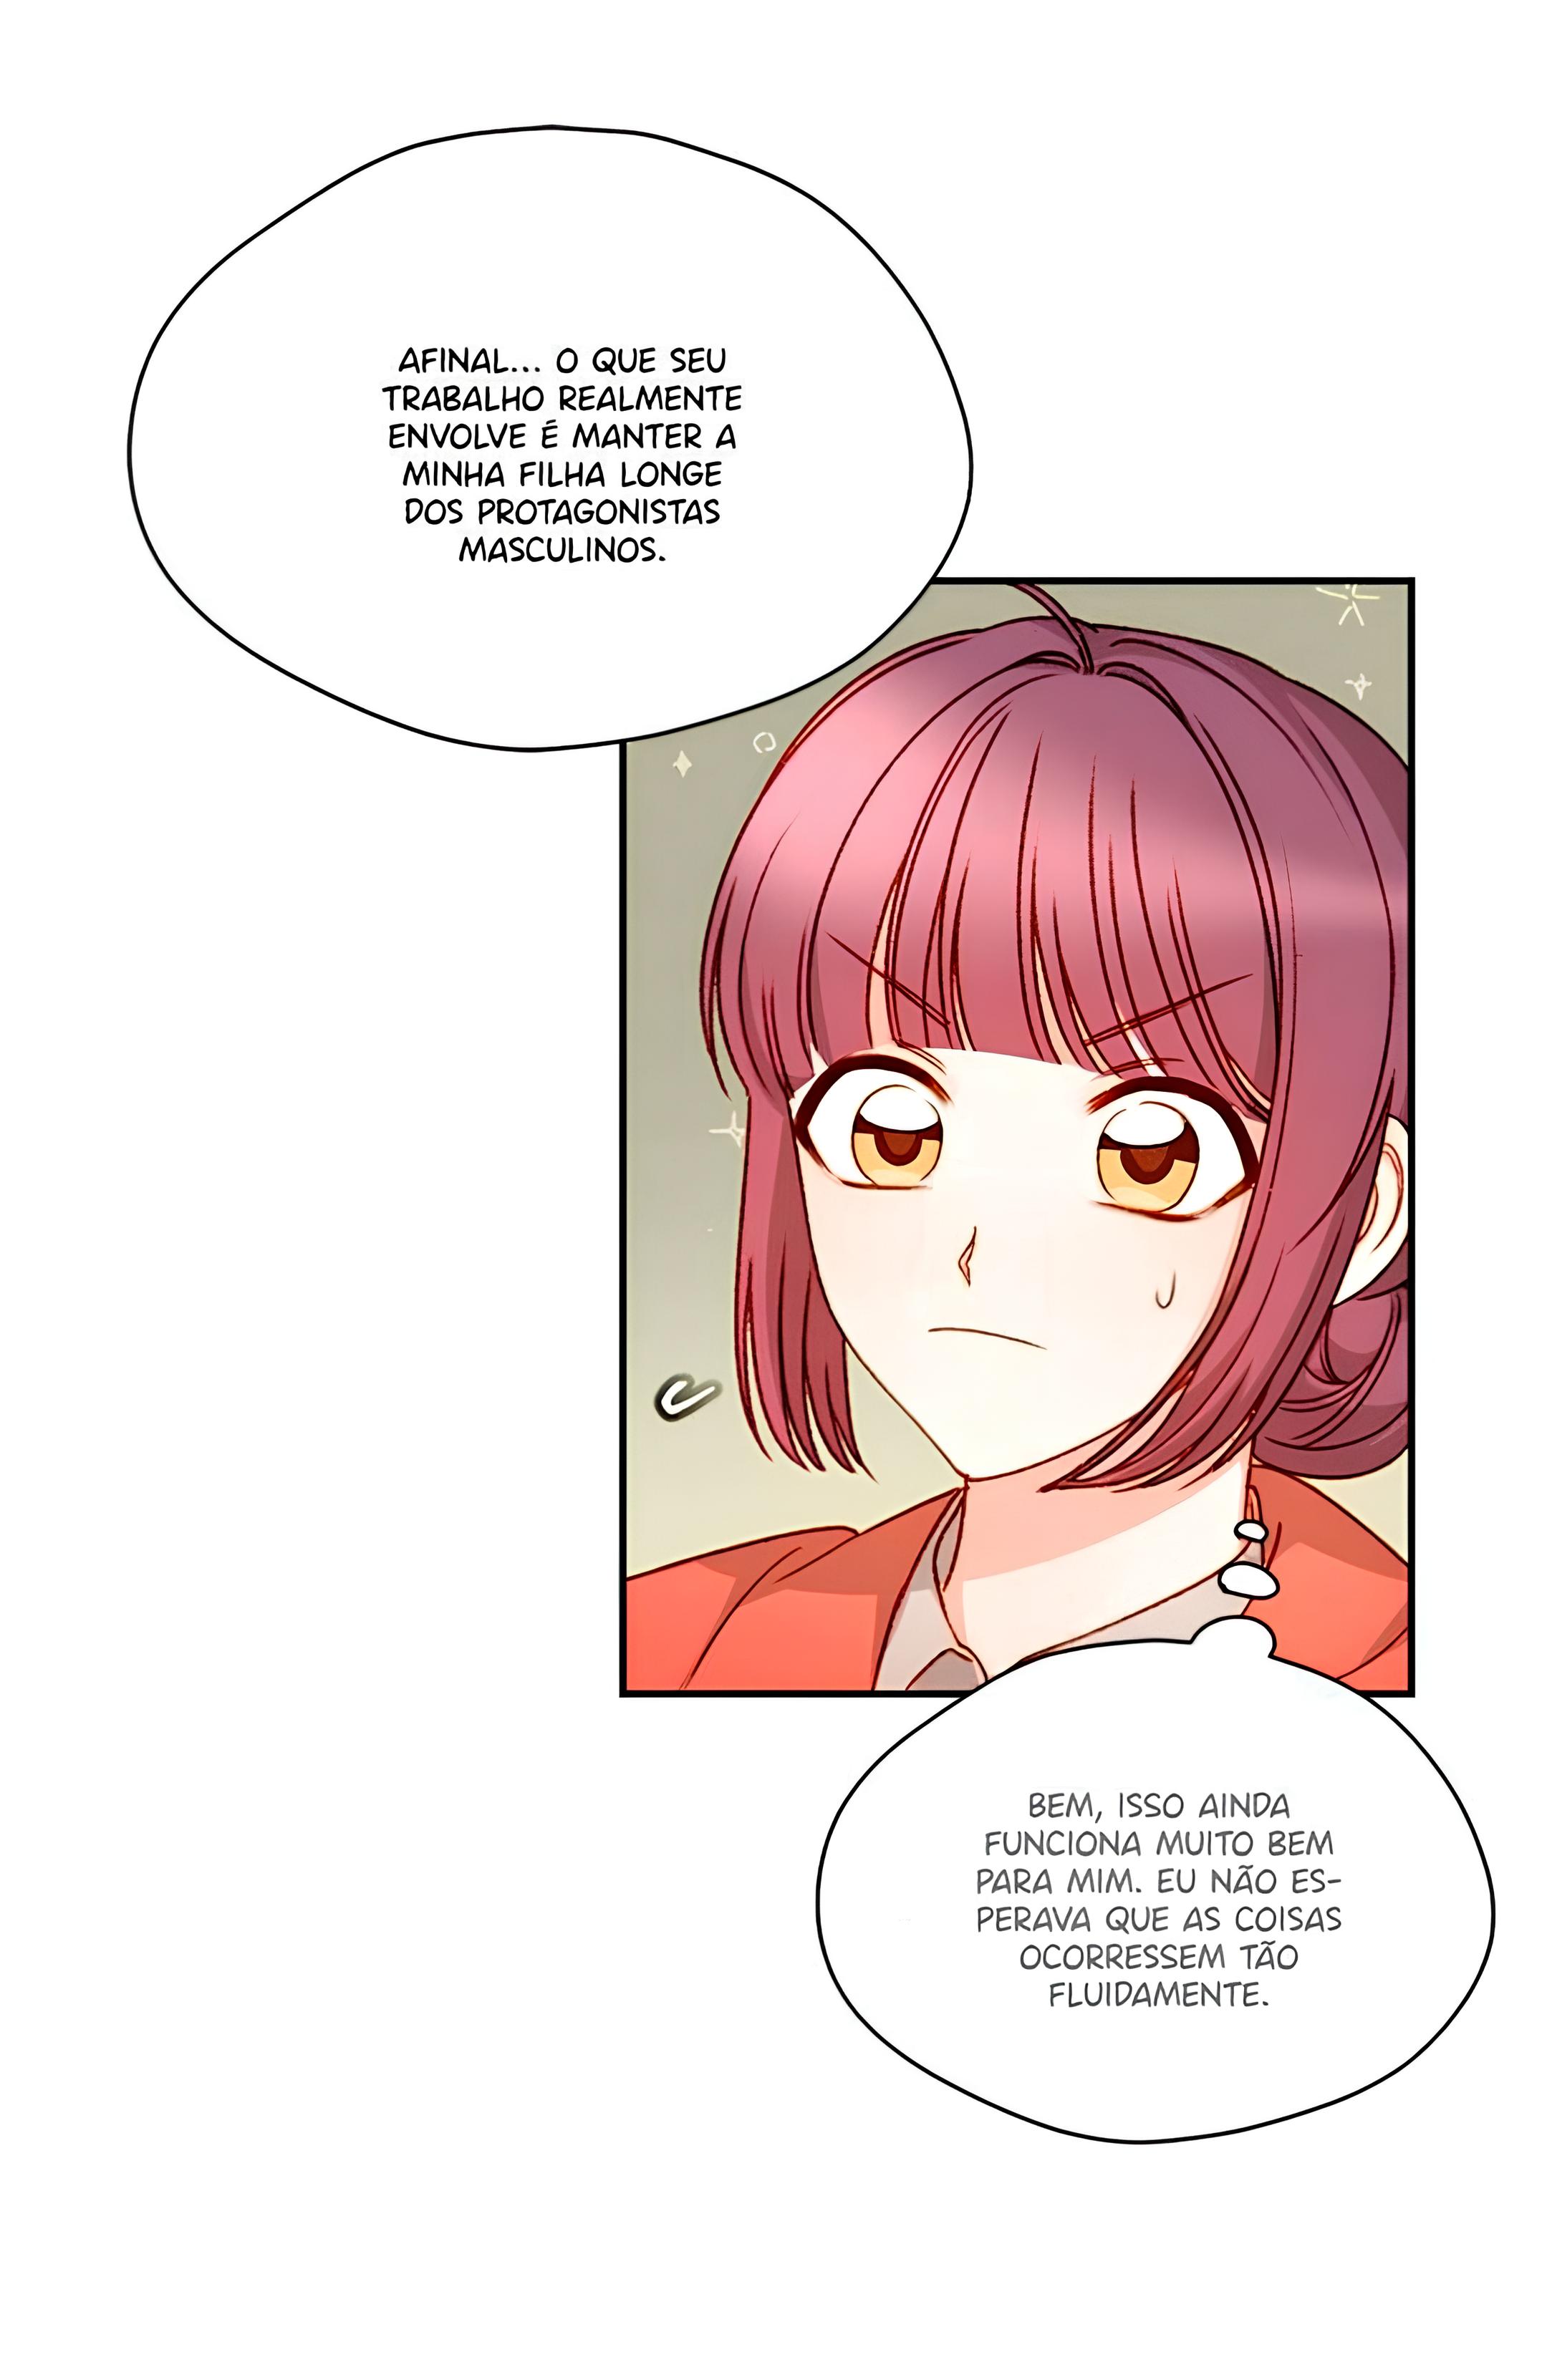 AFINAL... O QUE SEU
TRABALHO REALMENTE
ENVOLVE É MANTER A
MINHA FILHA LONGE
DOS PROTAGONISTAS
MASCULINOS.
BEM, ISSO AINDA
FUNCIONA MUITO BEM
PARA MIM. EU NÃO ES-
PERAVA QUE AS COISAS
OCORRESSEM TÃO
FLUIDAMENTE.